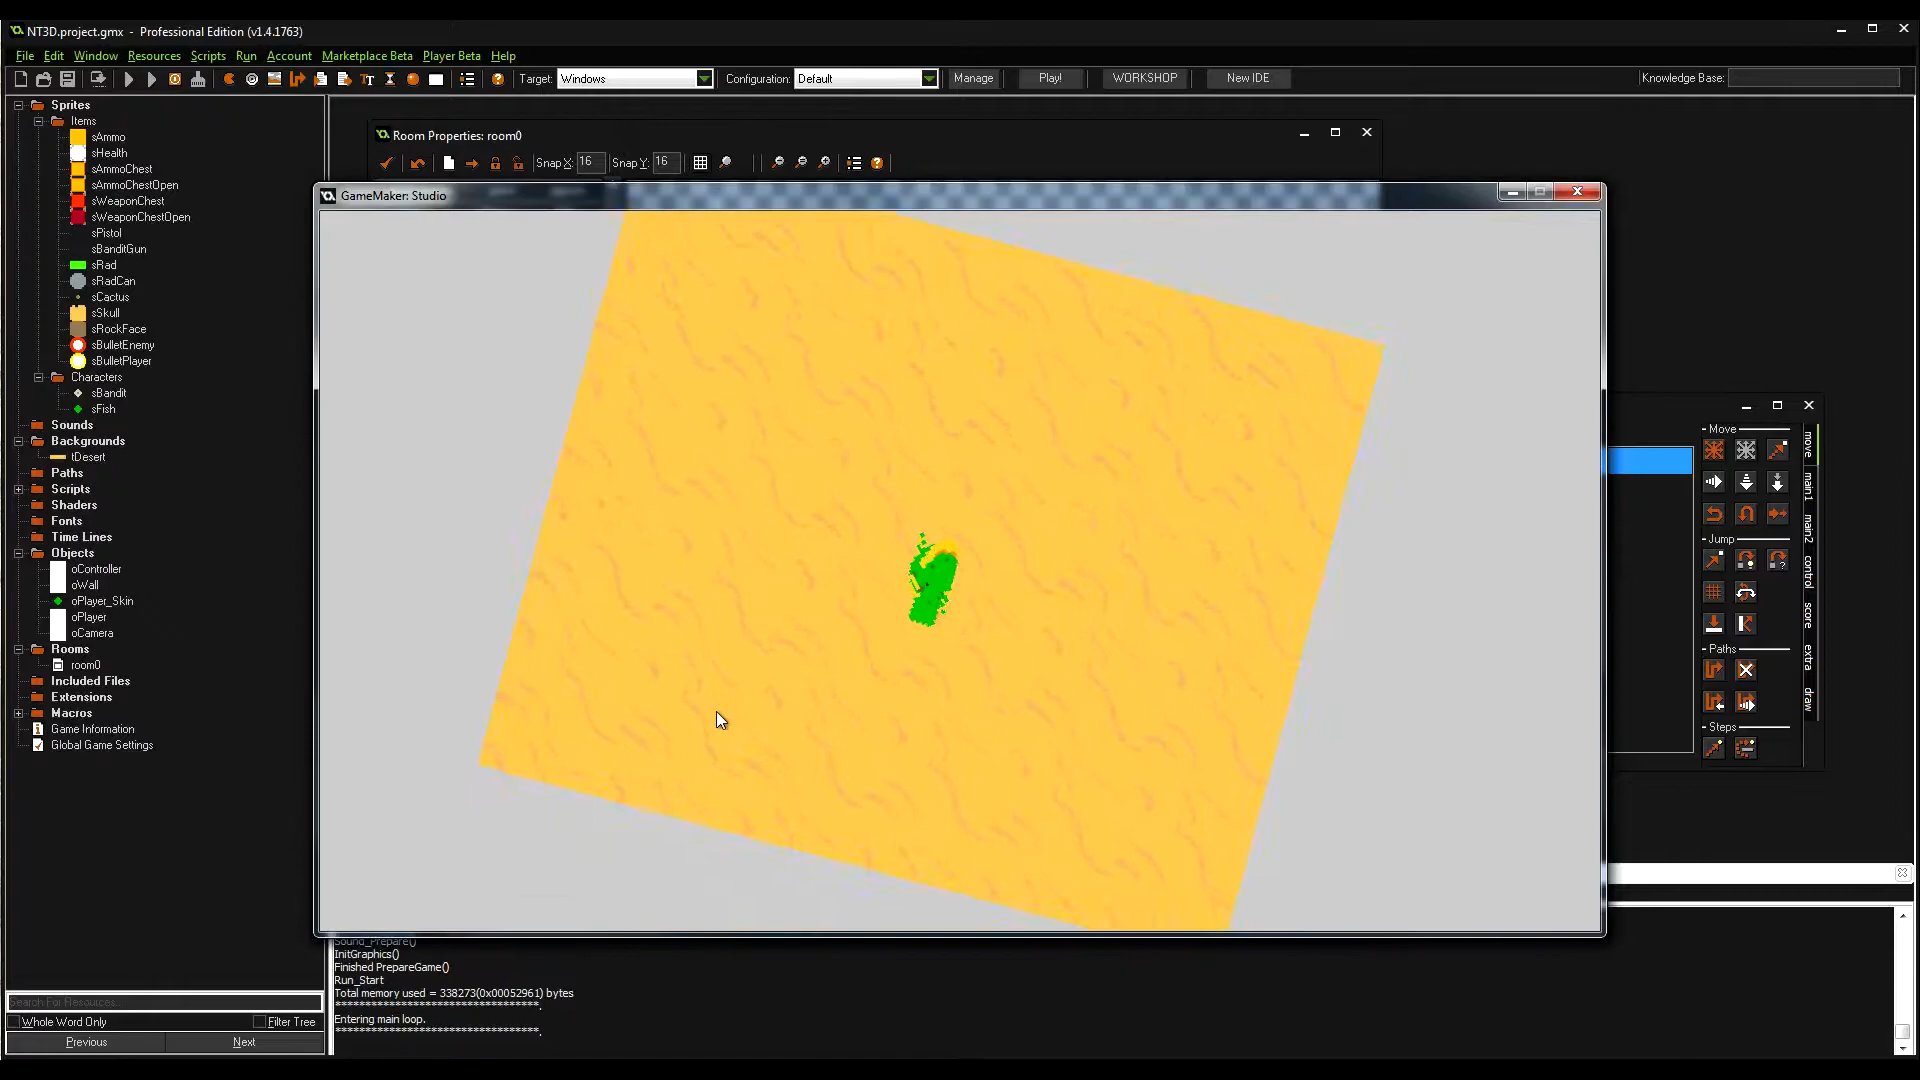 NT3D.project.gmx - Professional Edition (v1.4.1763)
File Edit Window Resources Scripts Run Account Marketplace Beta Player Beta Help
Target: Windows Configuration: Default Manage Play! WORKSHOP New IDE Knowledge Base:
Sprites
Items
sAmmo
sHealth
sAmmoChest
sAmmoChestOpen
sWeaponChest
sWeaponChestOpen
sPistol
sBanditGun
sRad
sRadCan
sCactus
sSkull
sRockFace
sBulletEnemy
sBulletPlayer
Characters
sBandit
sFish
Sounds
Backgrounds
tDesert
Paths
Scripts
Shaders
Fonts
Time Lines
Objects
oController
oWall
oPlayer_Skin
oPlayer
oCamera
Rooms
room0
Included Files
Extensions
Macros
Game Information
Global Game Settings
Search For Resources...
Whole Word Only Filter Tree
Previous Next
Room Properties: room0
Snap X: 16 Snap Y: 16
GameMaker: Studio
Move
Jump
Paths
Steps
move
main1
main2
control
score
extra
draw
Sound_Prepare()
InitGraphics()
Finished PrepareGame()
Run_Start
Total memory used = 338273(0x00052961) bytes
***********************************.
Entering main loop.
***********************************.